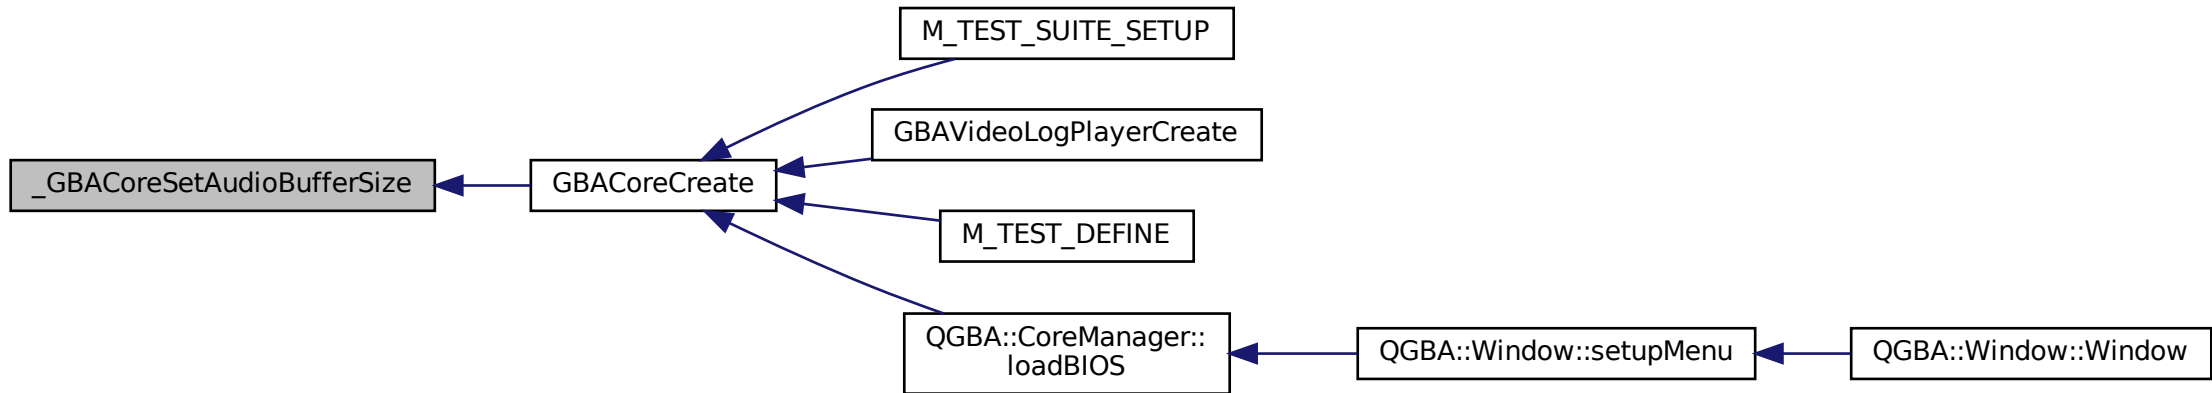 M_TEST_SUITE_SETUP
GBAVideoLogPlayerCreate
_GBACoreSetAudioBufferSize
GBACoreCreate
M_TEST_DEFINE
QGBA::CoreManager::
loadBIOS
QGBA::Window::setupMenu
QGBA::Window::Window